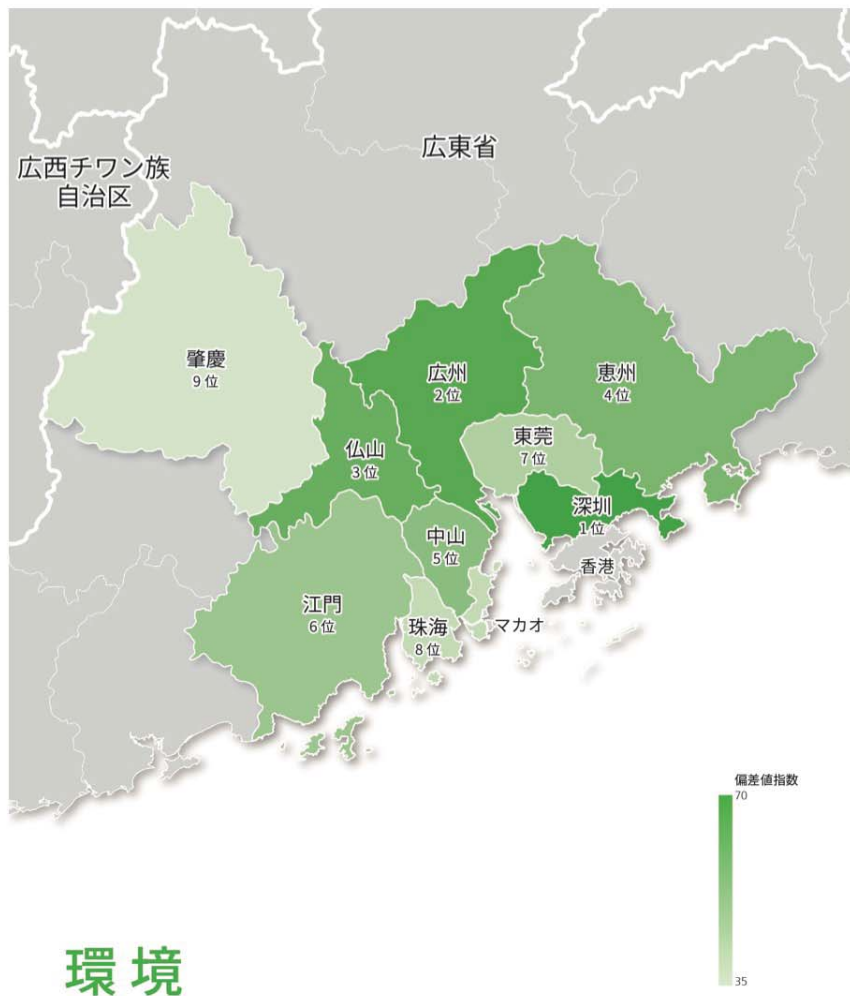 広東省
広西チワン族
自治区
肇慶
9位
広州
2位
恵州
4位
仏山
3位
東莞
7位
深圳
1位
中山
5位
香港
江門
6位
珠海
8位
マカオ
偏差値指数
70
35
環境